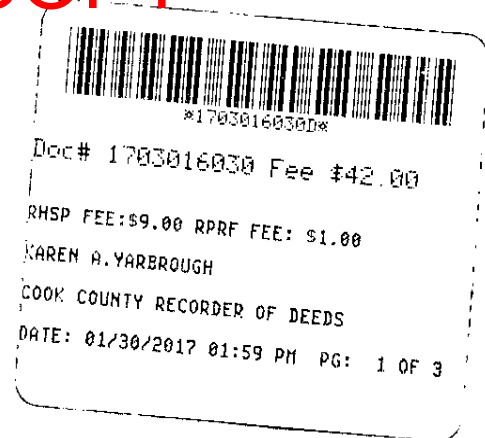 *1703016030D*
Doc# 1703016030 Fee $42.00
RHSP FEE:$9.00 RPRF FEE: $1.00
KAREN A.YARBROUGH
COOK COUNTY RECORDER OF DEEDS
DATE: 01/30/2017 01:59 PM PG: 1 OF 3